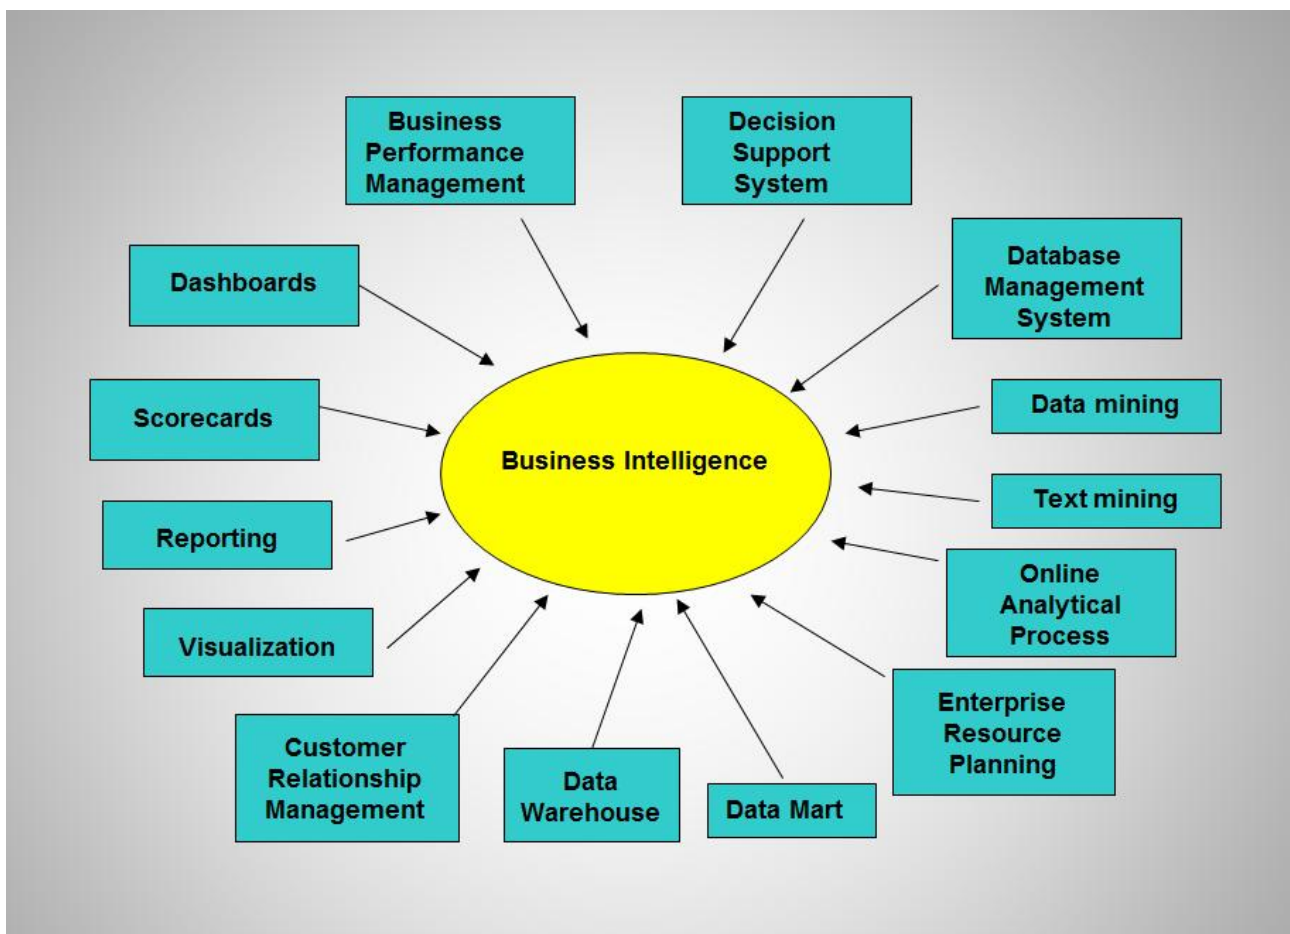 Business
Performance
Management
Decision
Support
System
Dashboards
Database
Management
System
Scorecards
Data mining
Business Intelligence
Text mining
Reporting
Online
Analytical
Process
Visualization
Enterprise
Resource
Planning
Customer
Relationship
Management
Data
Warehouse
Data Mart